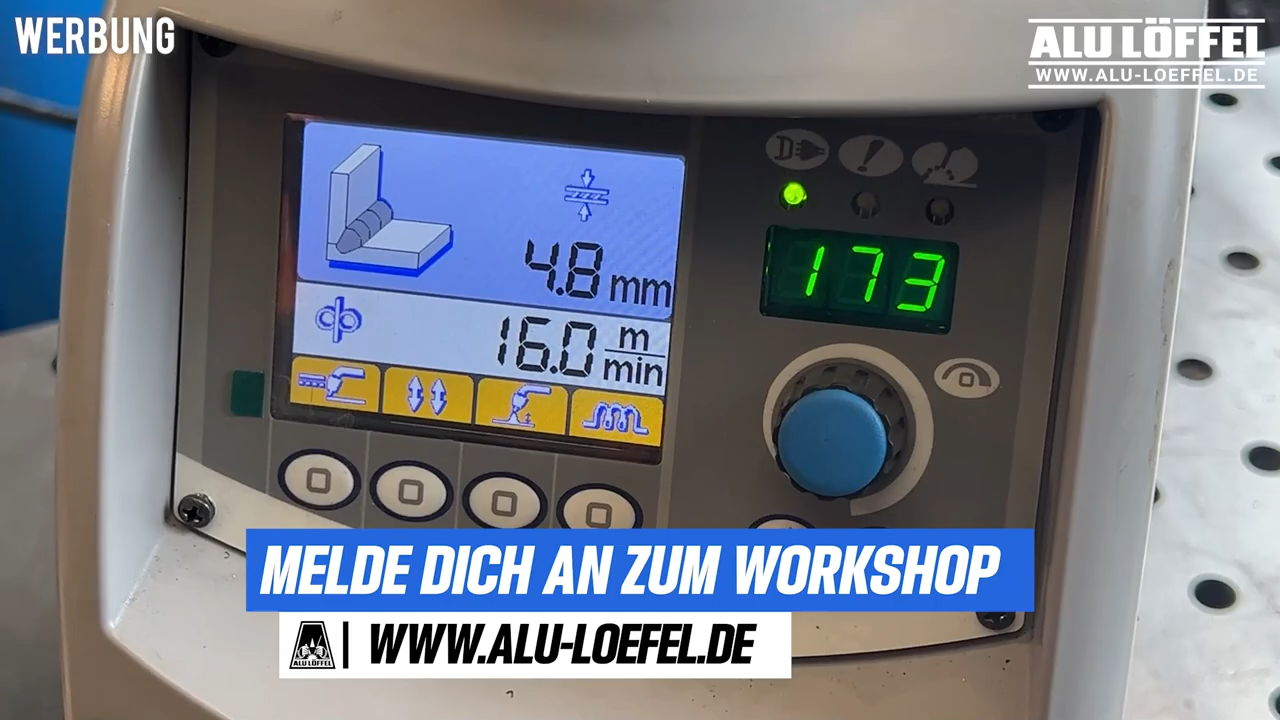 WERBUNG
ALU LÖFFEL
WWW.ALU-LOEFFEL.DE
4.8 mm
16.0 m/min
173
MELDE DICH AN ZUM WORKSHOP
ALU LÖFFEL
WWW.ALU-LOEFEL.DE